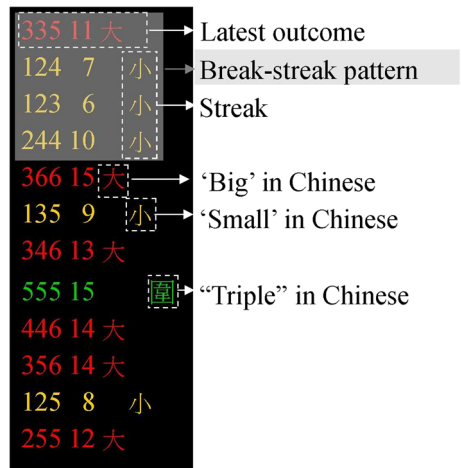 335 11 大 Latest outcome
124 7 小 Break-streak pattern
123 6 小 Streak
244 10 小
366 15 大 ‘Big’ in Chinese
135 9 小 ‘Small’ in Chinese
346 13 大
555 15 圍 “Triple” in Chinese
446 14 大
356 14 大
125 8 小
255 12 大